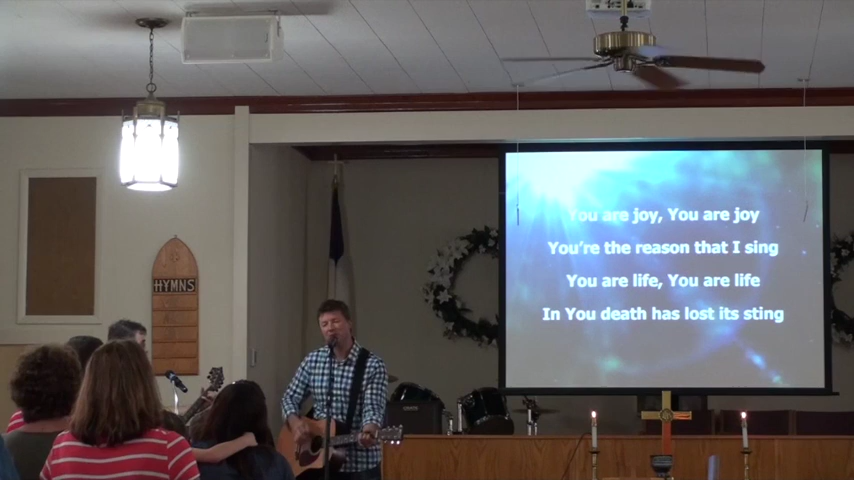 HYMNS
You are joy, You are joy
You're the reason that I sing
You are life, You are life
In You death has lost its sting